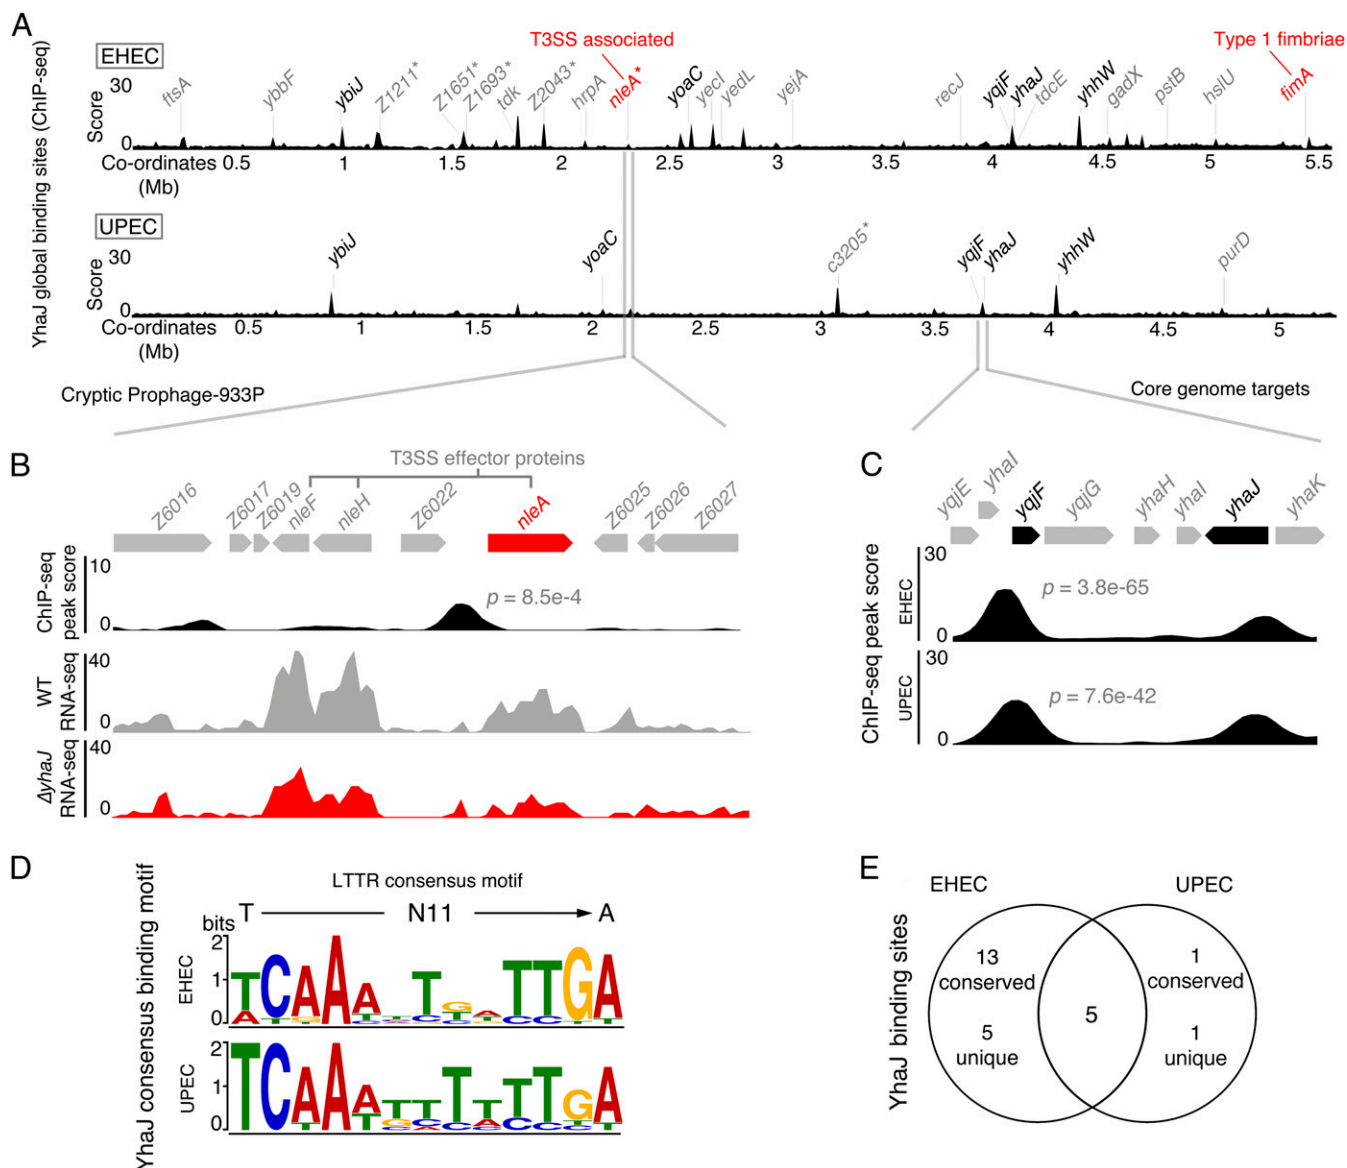 A
YhaJ global binding sites (ChIP-seq)
T3SS associated
Type 1 fimbriae
EHEC
30
Score
0
ftsA
ybbF
ybiJ
Z1211*
Z1651*
Z1693*
tdk
Z2043*
hrpA
nleA*
yoaC
yecI
yedL
yejA
recJ
yqjF
yhaJ
tdcE
yhhW
gadX
pstB
hslU
fimA
Co-ordinates 0.5 1 1.5 2 2.5 3 3.5 4 4.5 5 5.5
(Mb)
UPEC
30
Score
0
ybiJ
yoaC
c3205*
yqjF
yhaJ
yhhW
purD
Co-ordinates 0.5 1 1.5 2 2.5 3 3.5 4 4.5 5
(Mb)
Cryptic Prophage-933P
Core genome targets
B
T3SS effector proteins
Z6016
Z6017
Z6019
nleF
nleH
Z6022
nleA
Z6025
Z6026
Z6027
ChIP-seq
peak score
10
0
p = 8.5e-4
WT
RNA-seq
40
0
ΔyhaJ
RNA-seq
40
0
C
yqjE
yhaI
yqjF
yqjG
yhaH
yhaI
yhaJ
yhaK
ChIP-seq peak score
EHEC
30
0
p = 3.8e-65
UPEC
30
0
p = 7.6e-42
D
YhaJ consensus binding motif
LTTR consensus motif
bits T N11 A
EHEC
2
1
0
UPEC
2
1
0
E
EHEC
UPEC
YhaJ binding sites
13
conserved
5
unique
5
1
conserved
1
unique